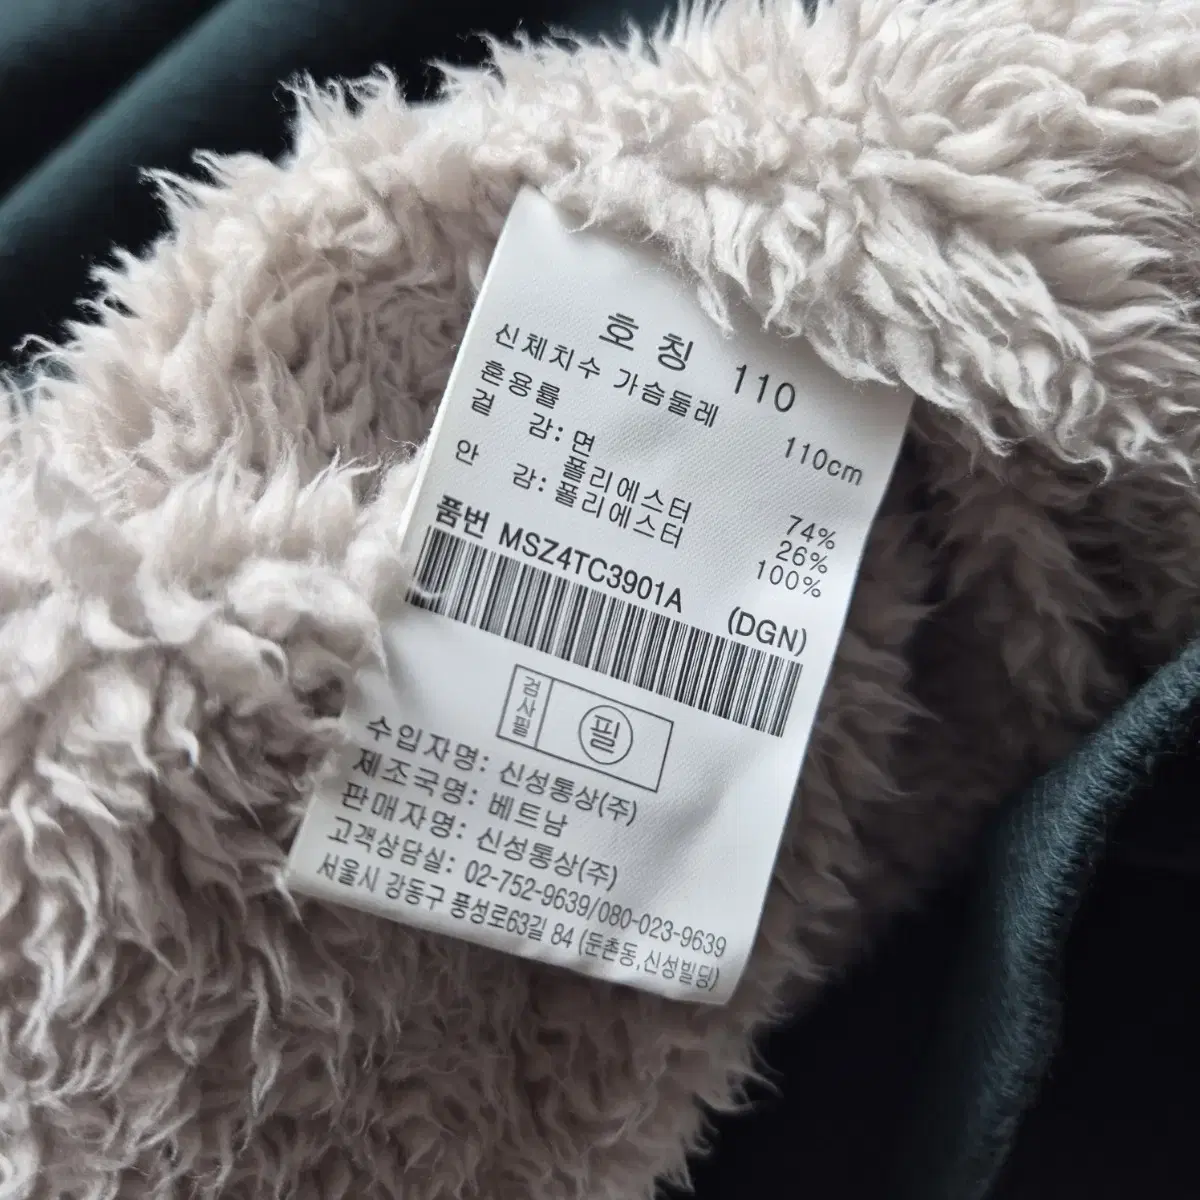 호 칭 110
신체치수 가슴둘레 110cm
혼용률
겉 감: 면 74%
폴리에스터 26%
안 감: 폴리에스터 100%
품번 MSZ4TC3901A (DGN)
검사필 필
수입자명: 신성통상(주)
제조국명: 베트남
판매자명: 신성통상(주)
고객상담실: 02-752-9639/080-023-9639
서울시 강동구 풍성로63길 84 (둔촌동,신성빌딩)